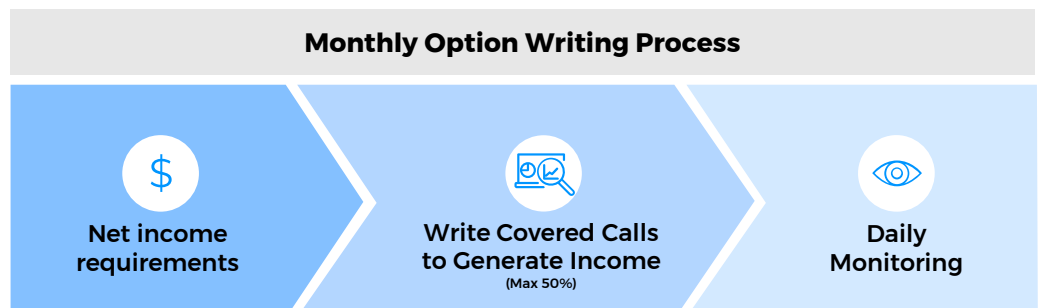 Monthly Option Writing Process
$
Net income
requirements
Write Covered Calls
to Generate Income
(Max 50%)
Daily
Monitoring